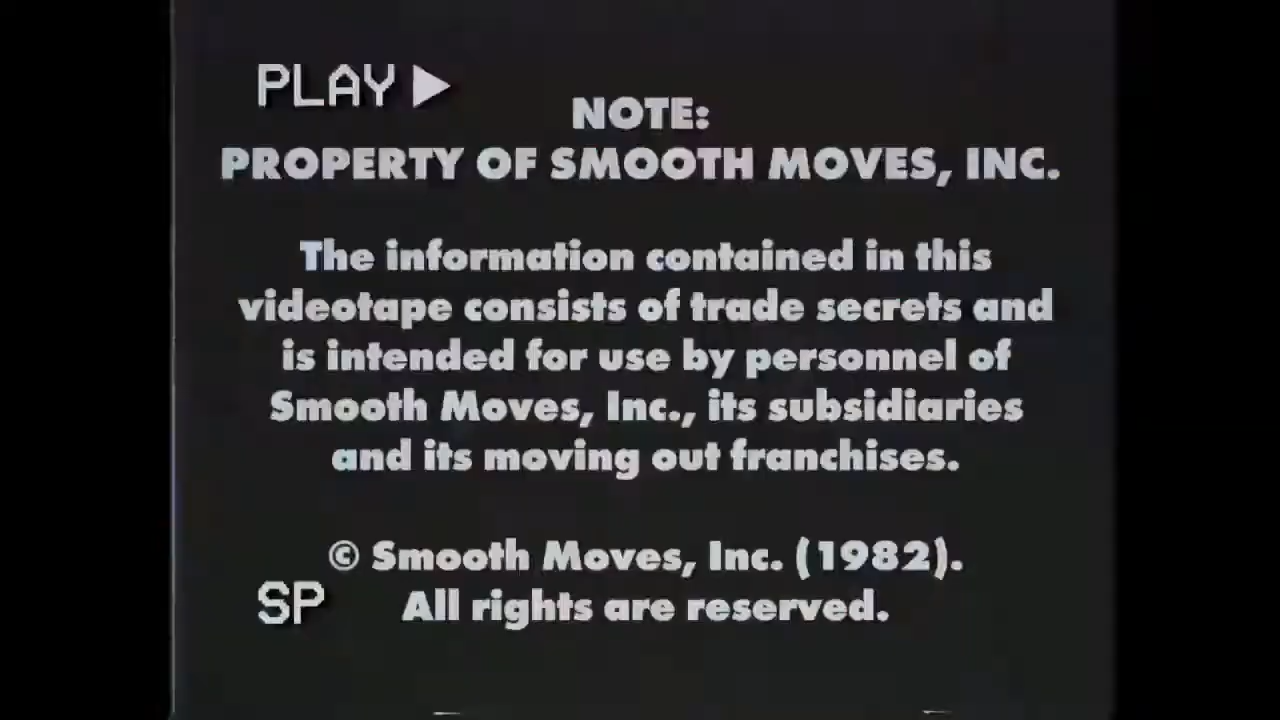 PLAY ▶
NOTE:
PROPERTY OF SMOOTH MOVES, INC.
The information contained in this
videotape consists of trade secrets and
is intended for use by personnel of
Smooth Moves, Inc., its subsidiaries
and its moving out franchises.
© Smooth Moves, Inc. (1982).
SP
All rights are reserved.